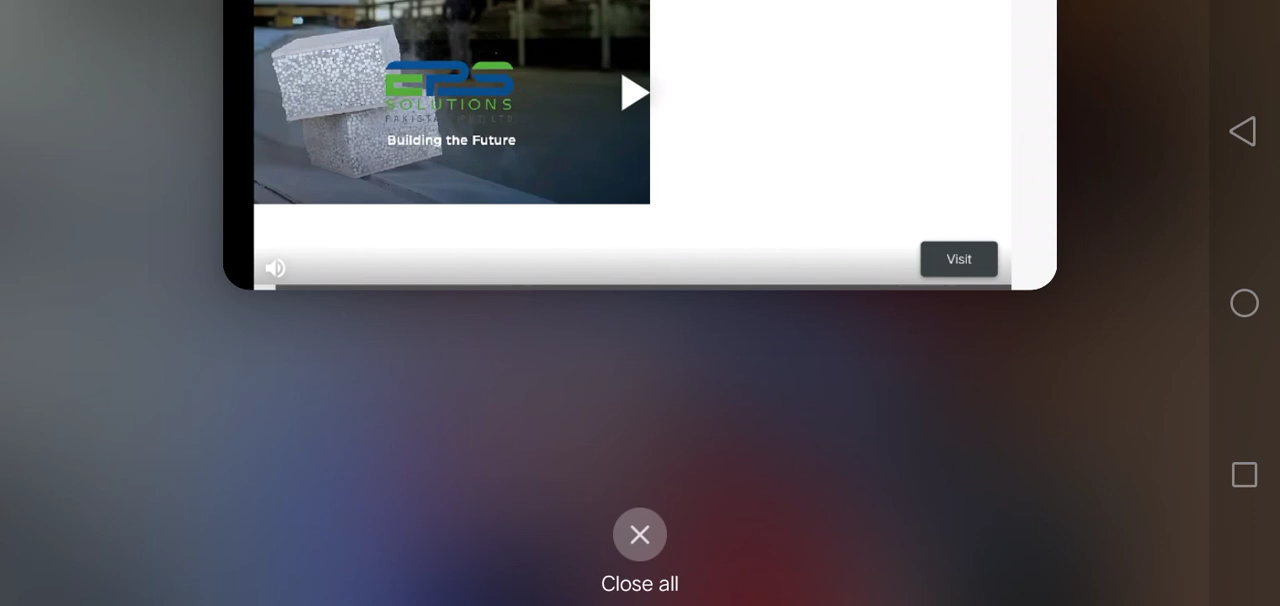 EPS
SOLUTIONS
PAKISTAN (PVT) LTD
Building the Future
Visit
Close all